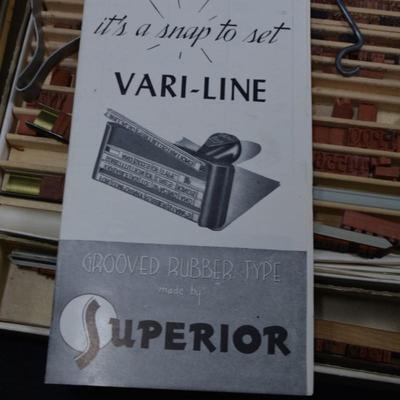 it's a snap to set
VARI-LINE
GROOVED RUBBER TYPE
made by
SUPERIOR